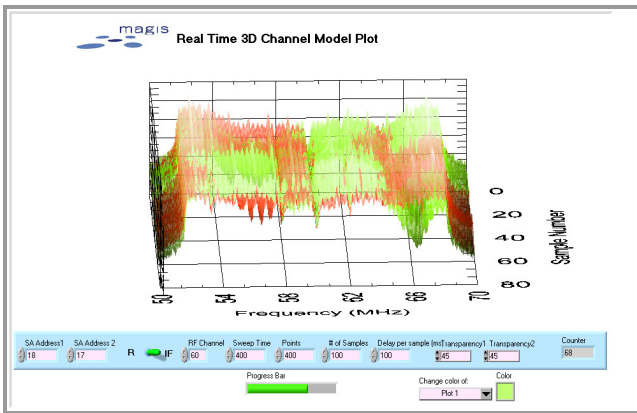 magis
Real Time 3D Channel Model Plot
0
20
40
60
80
Sample Number
50 54 58 62 66 70
Frequency (MHz)
SA Address1 SA Address 2 RF Channel Sweep Time Points # of Samples Delay per sample (ms) Transparency1 Transparency2 Counter
18 17 R IF 60 400 400 100 100 45 45 68
Progress Bar
Change color of: Color
Plot 1